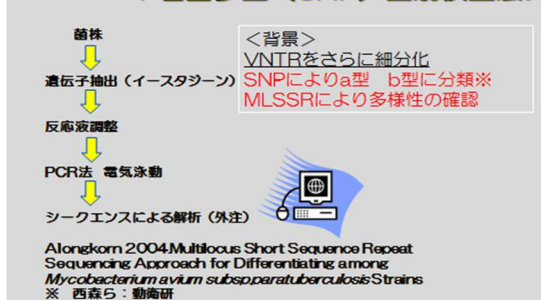 菌株
遺伝子抽出（イースタジーン）
反応液調整
PCR法　電気泳動
シークエンスによる解析（外注）
＜背景＞
VNTRをさらに細分化
SNPによりa型　b型に分類※
MLSSRにより多様性の確認
Alongkorn 2004.Multilocus Short Sequence Repeat
Sequencing Approach for Differentiating among
Mycobacterium avium subsp.paratuberculosis Strains
※　西森ら：動衛研